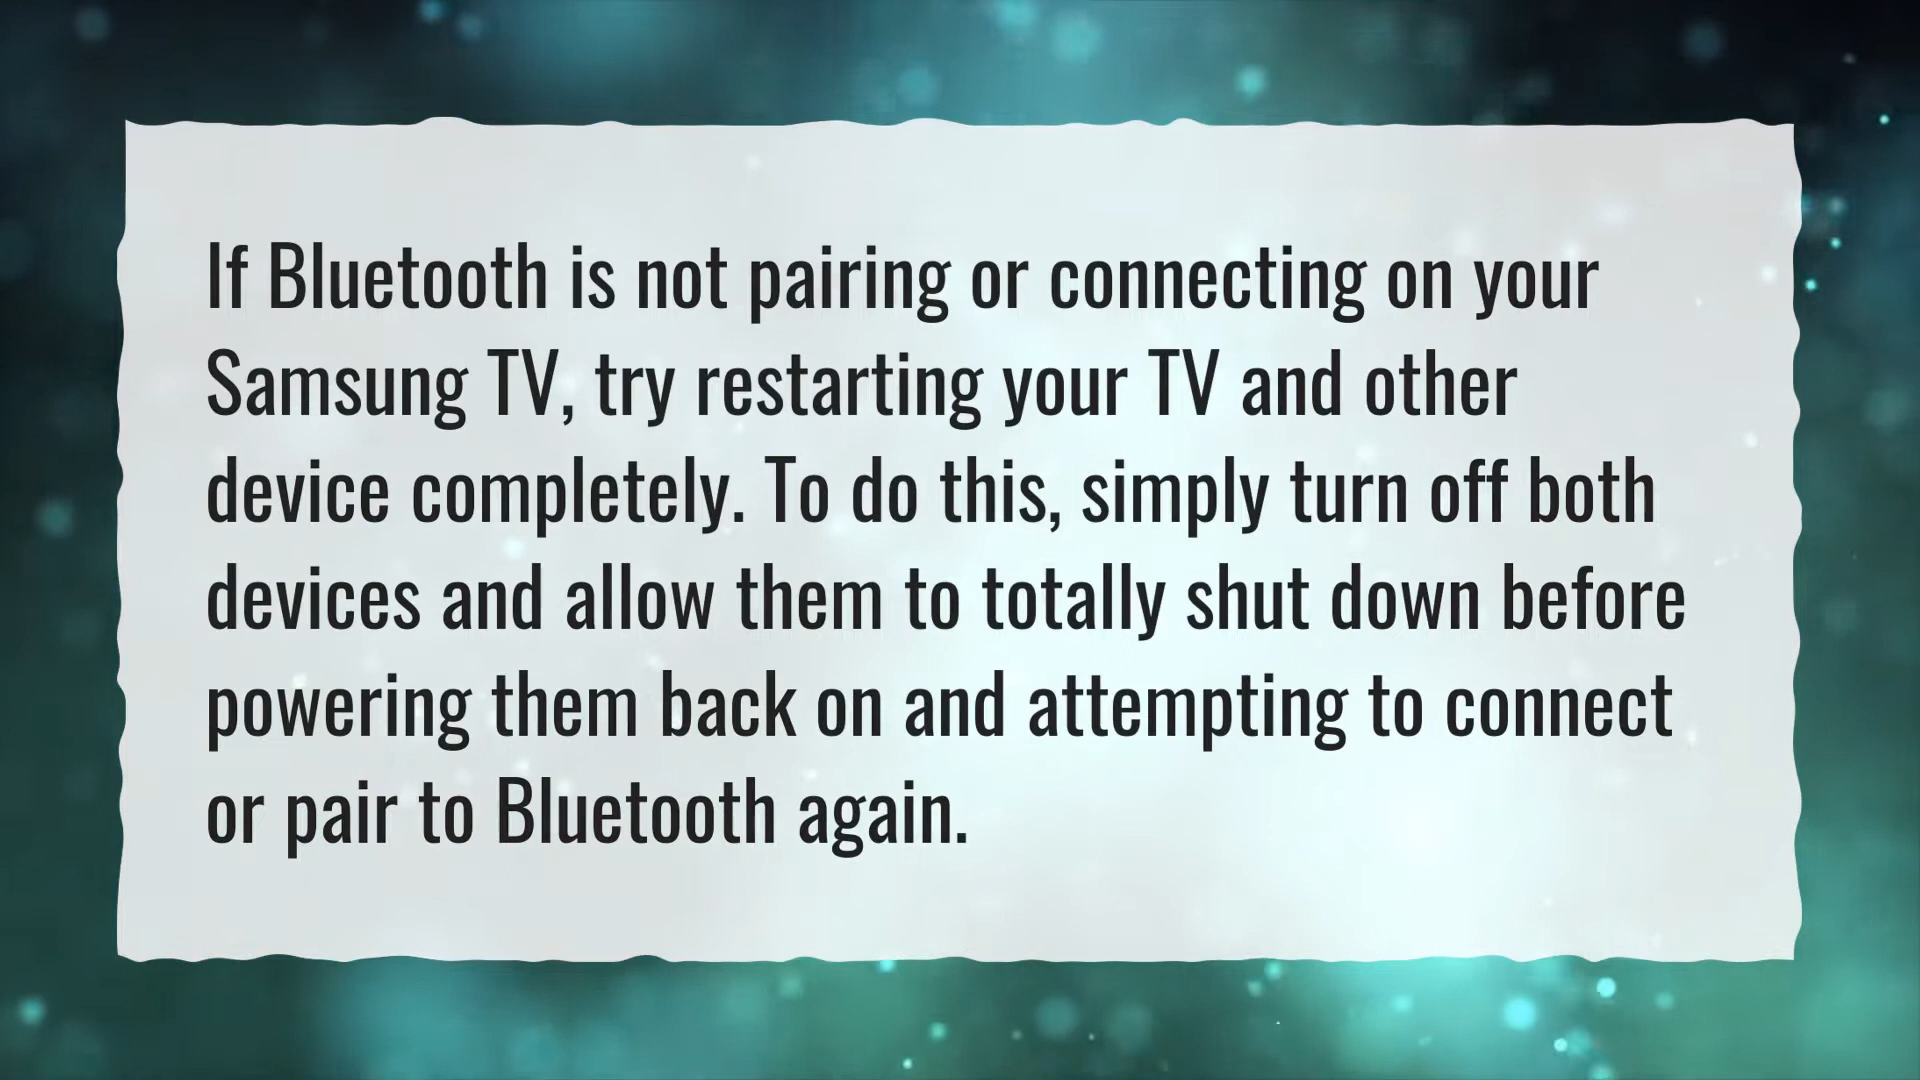 If Bluetooth is not pairing or connecting on your
Samsung TV, try restarting your TV and other
device completely. To do this, simply turn off both
devices and allow them to totally shut down before
powering them back on and attempting to connect
or pair to Bluetooth again.